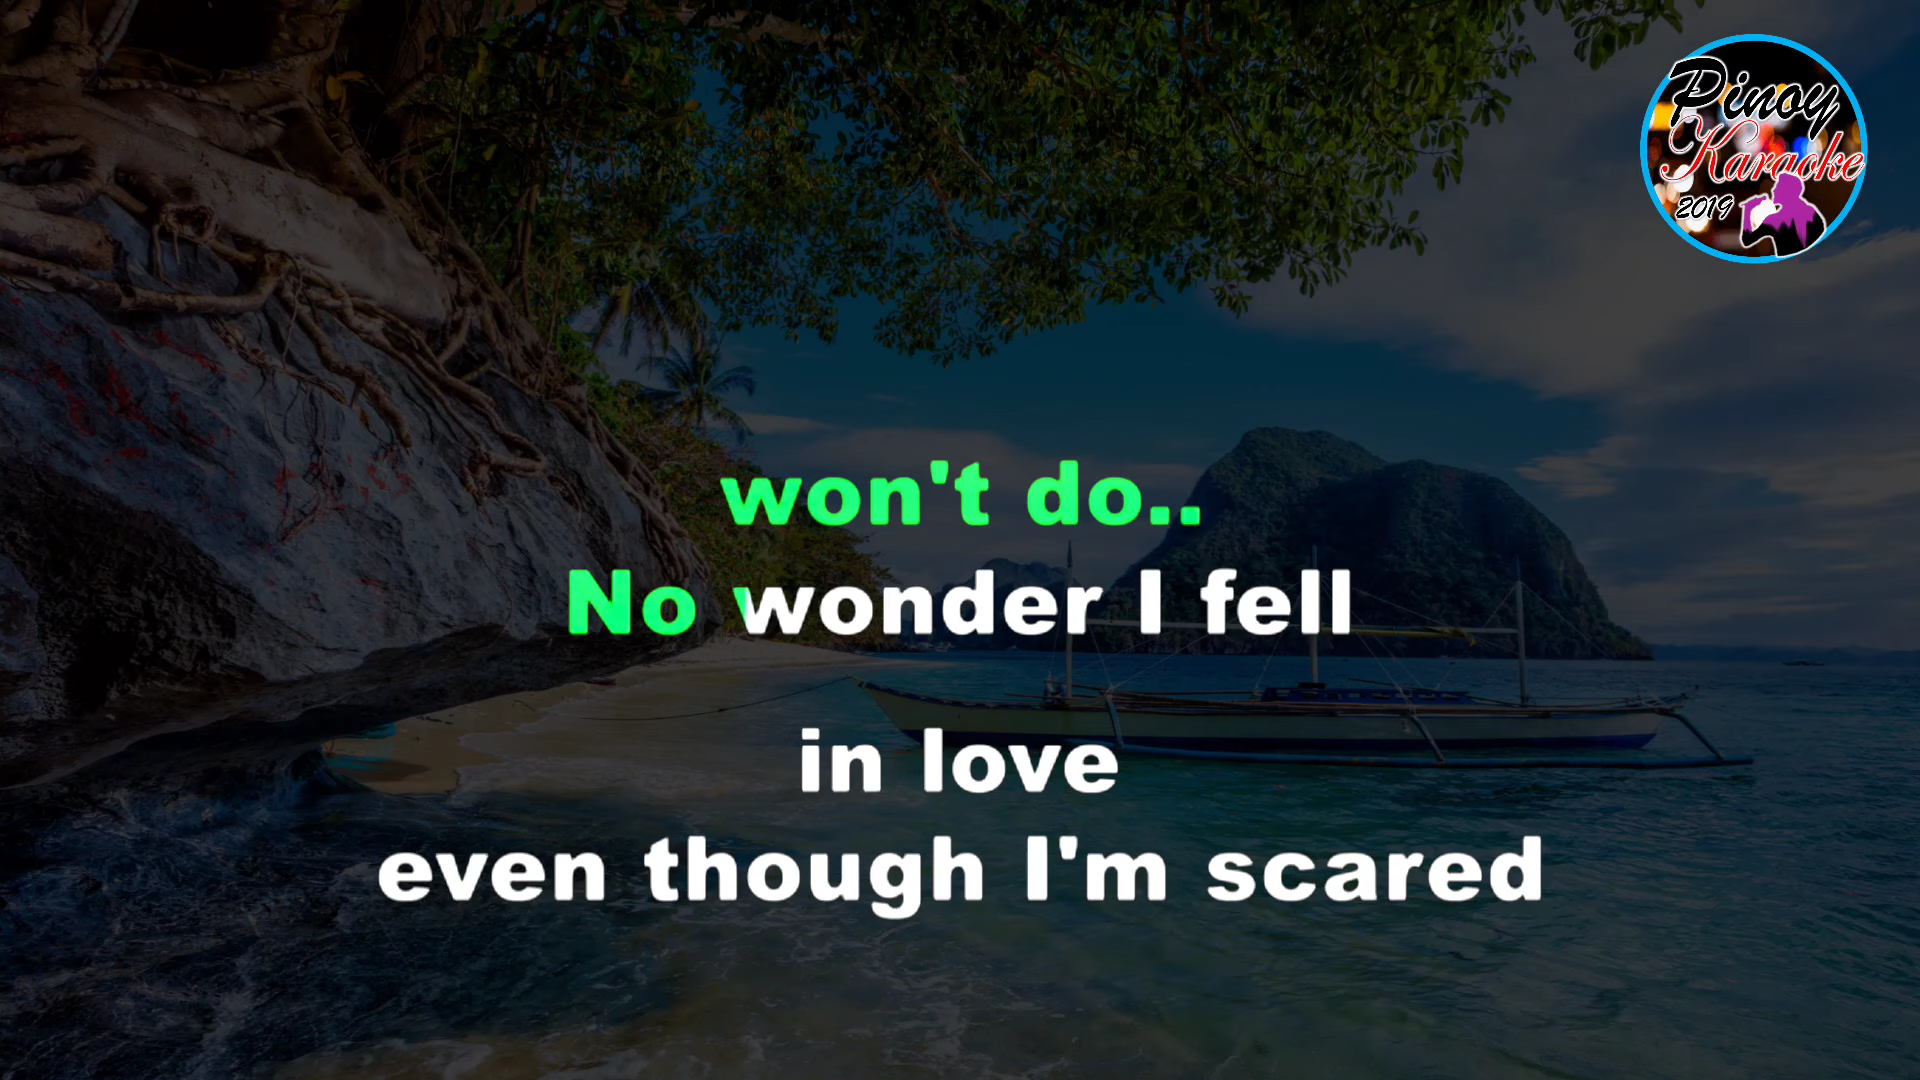 Pinoy
Karaoke
2019
won't do..
No wonder I fell
in love
even though I'm scared